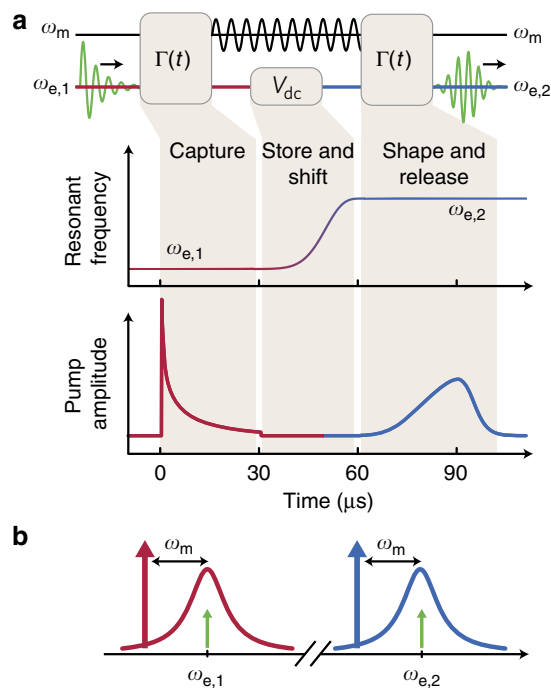 a
ωm ωm
Γ(t) Γ(t)
ωe,1 Vdc ωe,2
Capture Store and shift Shape and release
Resonant frequency
ωe,1 ωe,2
Pump amplitude
0 30 60 90
Time (μs)
b
ωm ωm
ωe,1 ωe,2